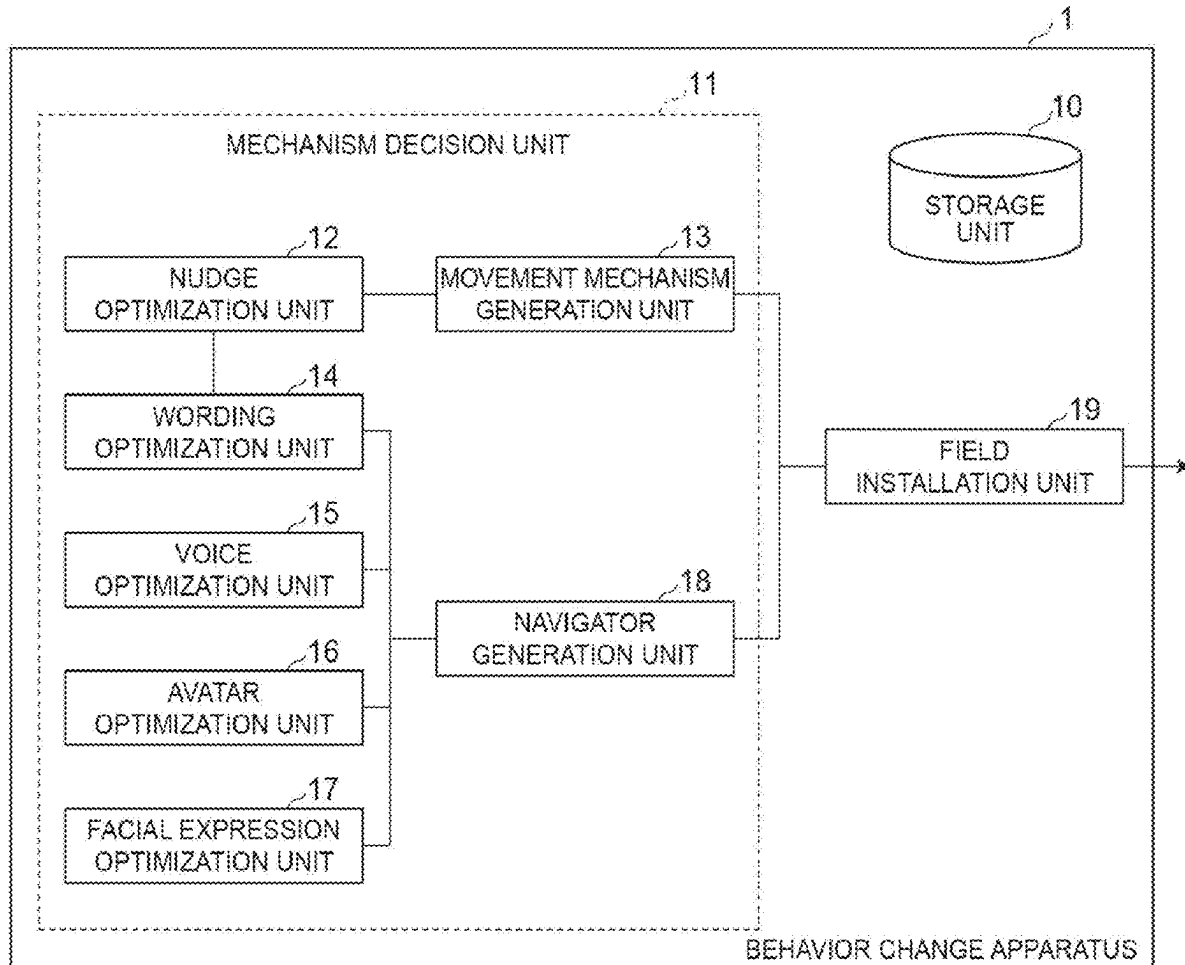 1
11
MECHANISM DECISION UNIT
10
STORAGE
UNIT
12
NUDGE
OPTIMIZATION UNIT
13
MOVEMENT MECHANISM
GENERATION UNIT
14
WORDING
OPTIMIZATION UNIT
19
FIELD
INSTALLATION UNIT
15
VOICE
OPTIMIZATION UNIT
18
NAVIGATOR
GENERATION UNIT
16
AVATAR
OPTIMIZATION UNIT
17
FACIAL EXPRESSION
OPTIMIZATION UNIT
BEHAVIOR CHANGE APPARATUS